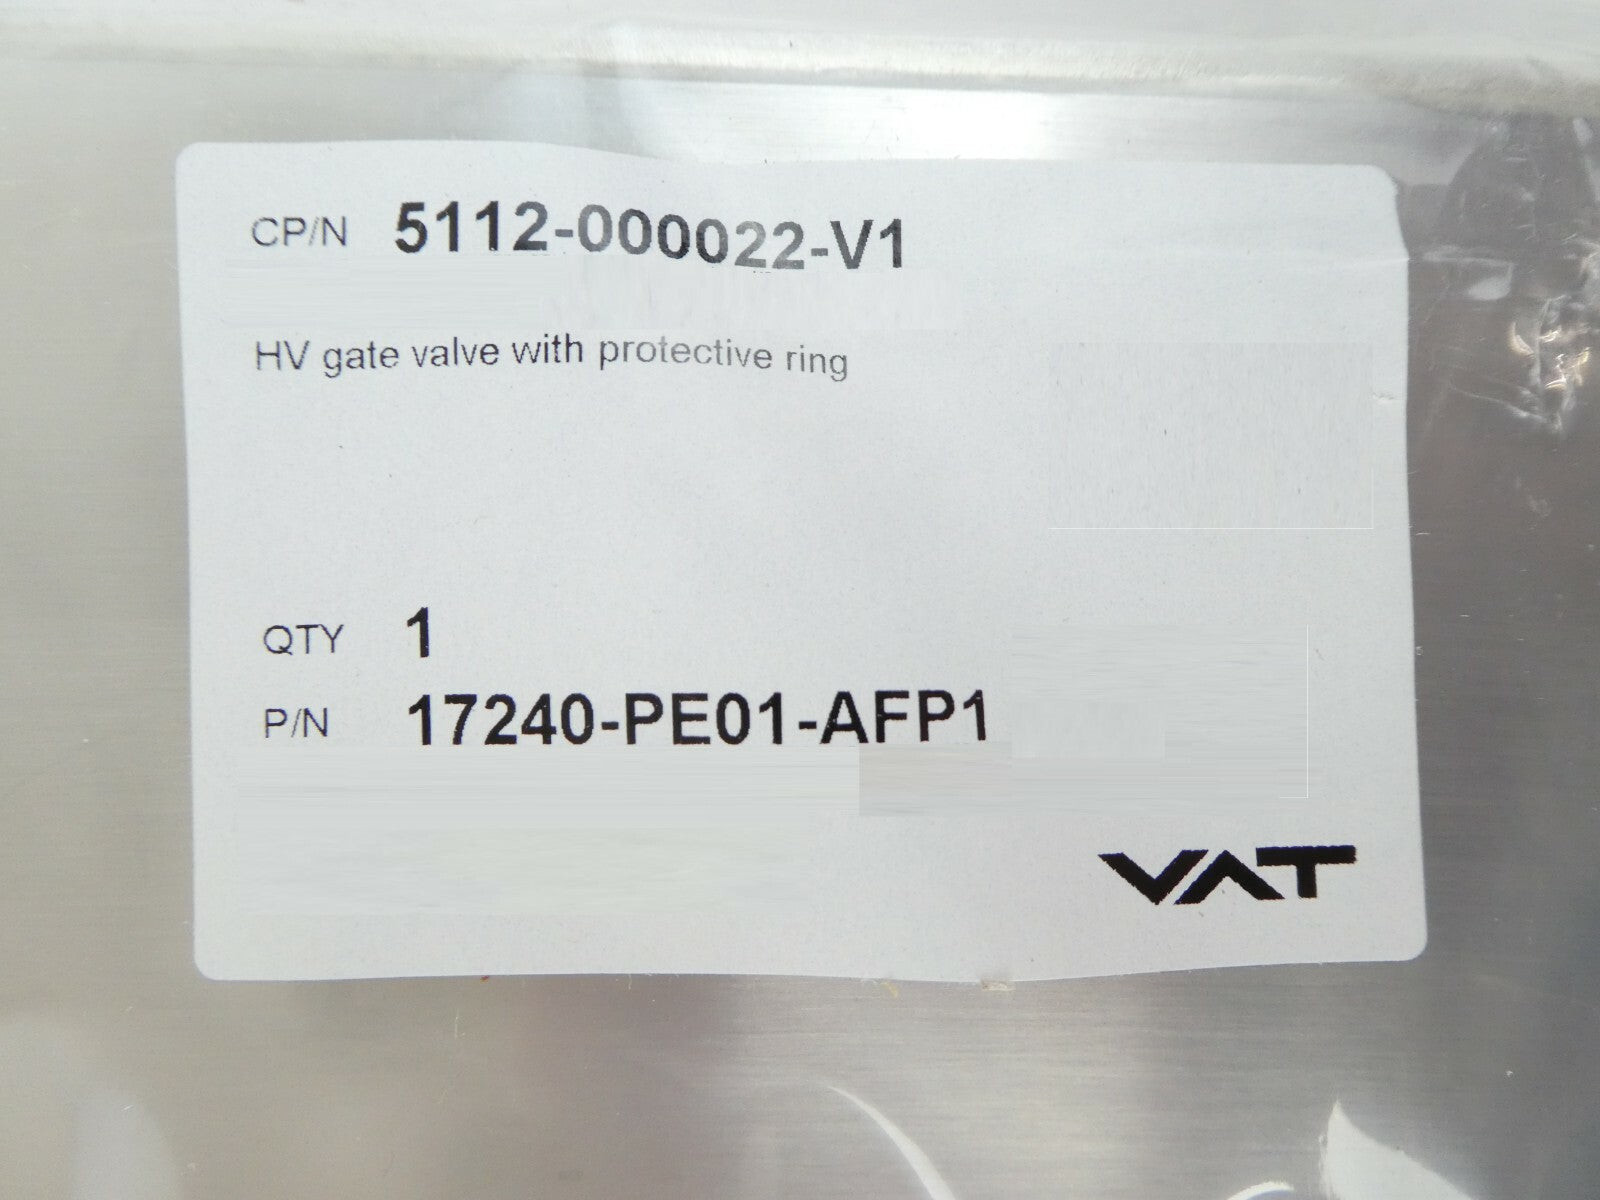 CP/N 5112-000022-V1
HV gate valve with protective ring
QTY 1
P/N 17240-PE01-AFP1
VAT